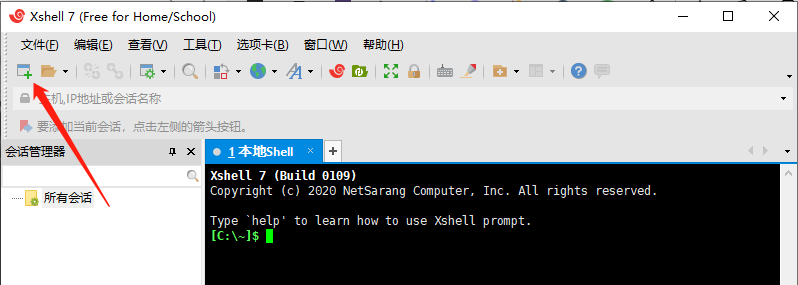 Xshell 7 (Free for Home/School)
文件(F) 编辑(E) 查看(V) 工具(T) 选项卡(B) 窗口(W) 帮助(H)
机,IP地址或会话名称
要添加当前会话，点击左侧的箭头按钮。
会话管理器
1 本地Shell
所有会话
Xshell 7 (Build 0109)
Copyright (c) 2020 NetSarang Computer, Inc. All rights reserved.
Type `help' to learn how to use Xshell prompt.
[C:\~]$